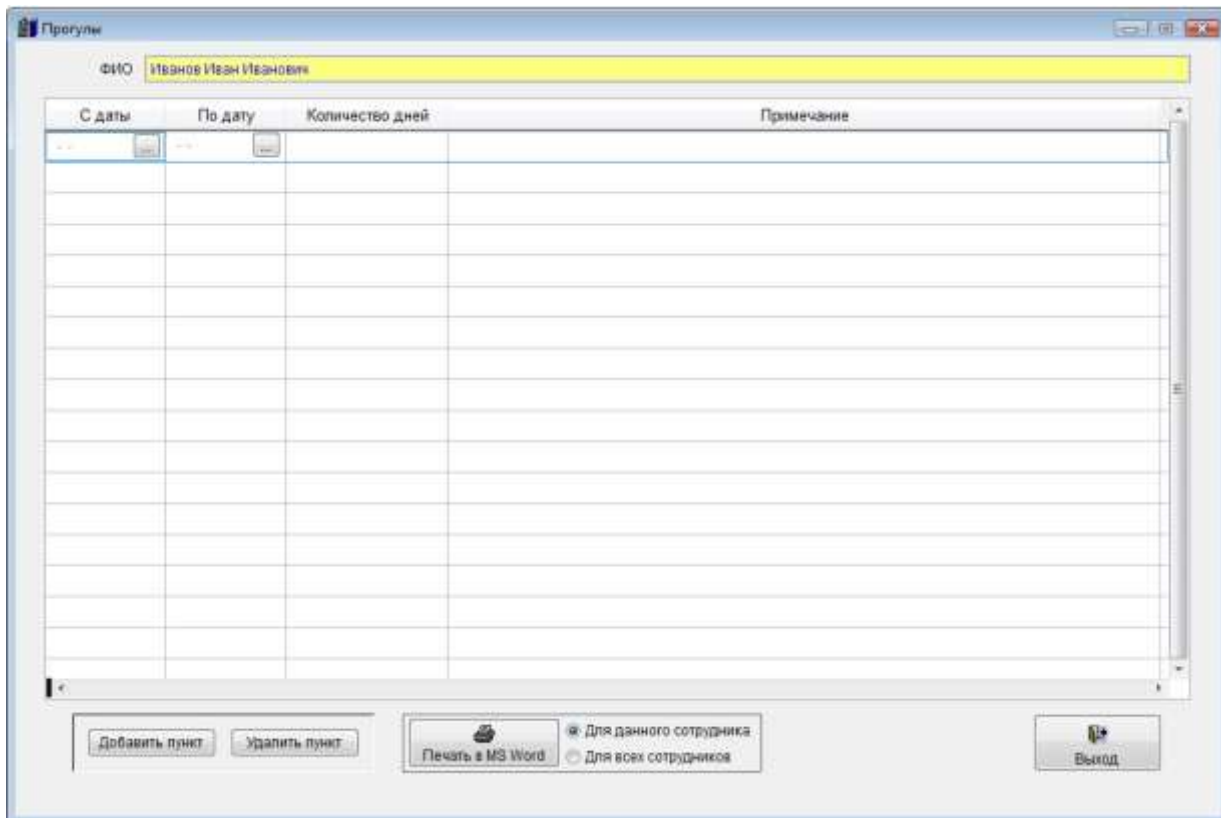 Прогулы
ФИО Иванов Иван Иванович
С даты По дату Количество дней Примечание
- - ... - - ...
Добавить пункт Удалить пункт Печать в MS Word Для данного сотрудника
Для всех сотрудников
Выход